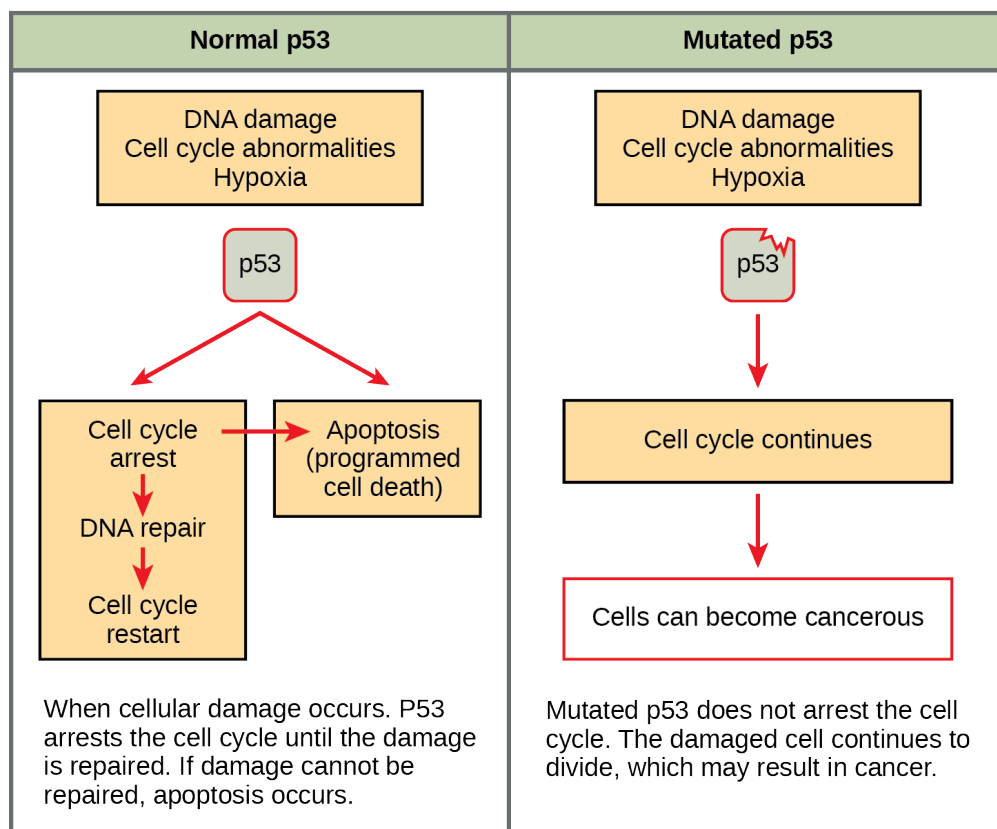 Normal p53
DNA damage
Cell cycle abnormalities
Hypoxia
p53
Cell cycle
arrest
DNA repair
Cell cycle
restart
Apoptosis
(programmed
cell death)
When cellular damage occurs. P53
arrests the cell cycle until the damage
is repaired. If damage cannot be
repaired, apoptosis occurs.
Mutated p53
DNA damage
Cell cycle abnormalities
Hypoxia
p53
Cell cycle continues
Cells can become cancerous
Mutated p53 does not arrest the cell
cycle. The damaged cell continues to
divide, which may result in cancer.